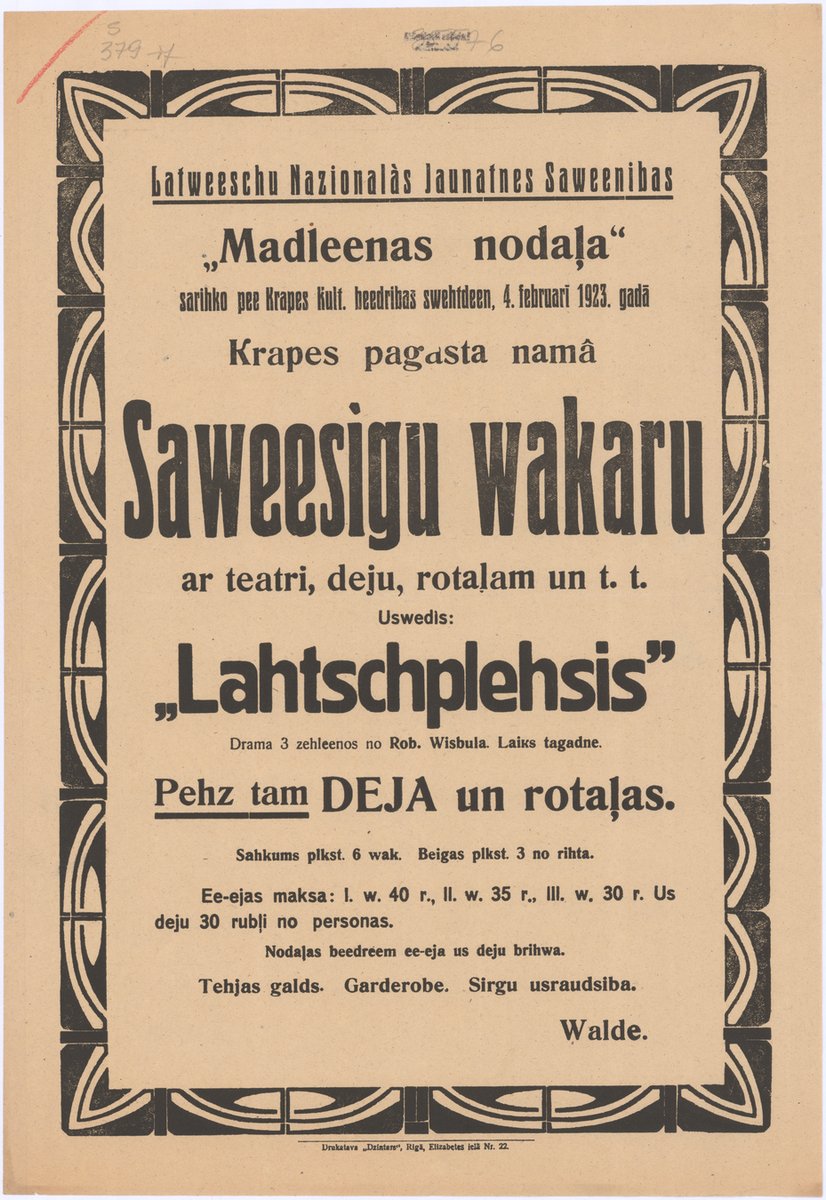 S
379-17
76
Latweeschu Nazionalàs Jaunatnes Saweenibas
„Madleenas nodaļa“
sarihko pee Krapes Kult. beedribas swehtdeen, 4. februarī 1923. gadā
Krapes pagasta namâ
Saweesigu wakaru
ar teatri, deju, rotaļam un t. t.
Uswedis:
„Lahtschplehsis”
Drama 3 zehleenos no Rob. Wisbula. Laiks tagadne.
Pehz tam DEJA un rotaļas.
Sahkums plkst. 6 wak. Beigas plkst. 3 no rihta.
Ee-ejas maksa: I. w. 40 r., II. w. 35 r., III. w. 30 r. Us
deju 30 rubļi no personas.
Nodaļas beedreem ee-eja us deju brihwa.
Tehjas galds. Garderobe. Sirgu usraudsiba.
Walde.
Drukatava „Dzintars“, Rigā, Elizabetes ielā Nr. 22.